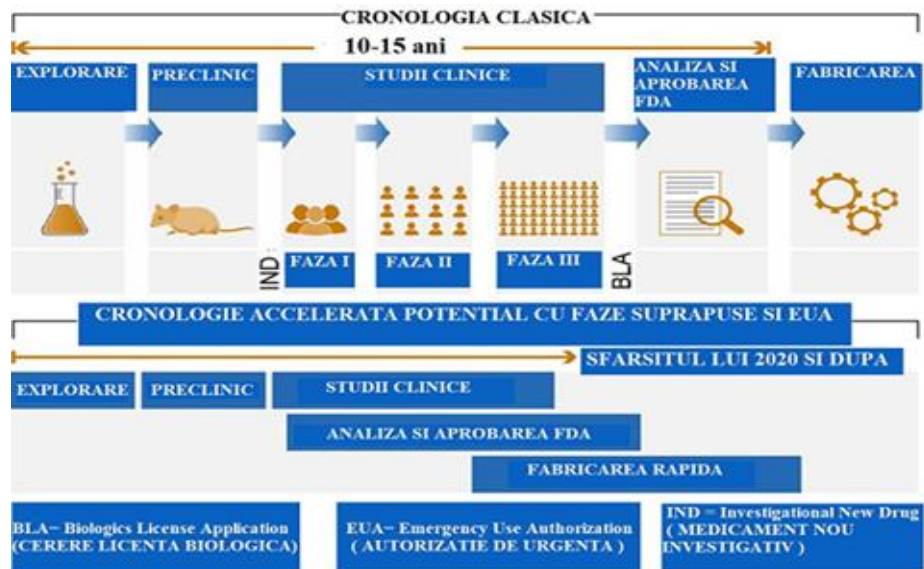 CRONOLOGIA CLASICA
10-15 ani
EXPLORARE
PRECLINIC
STUDII CLINICE
ANALIZA SI
APROBAREA
FDA
FABRICAREA
IND
FAZA I
FAZA II
FAZA III
BLA
CRONOLOGIE ACCELERATA POTENTIAL CU FAZE SUPRAPUSE SI EUA
SFARSITUL LUI 2020 SI DUPA
EXPLORARE
PRECLINIC
STUDII CLINICE
ANALIZA SI APROBAREA FDA
FABRICAREA RAPIDA
BLA= Biologics License Application
(CERERE LICENTA BIOLOGICA)
EUA= Emergency Use Authorization
( AUTORIZATIE DE URGENTA )
IND = Investigational New Drug
( MEDICAMENT NOU
INVESTIGATIV )